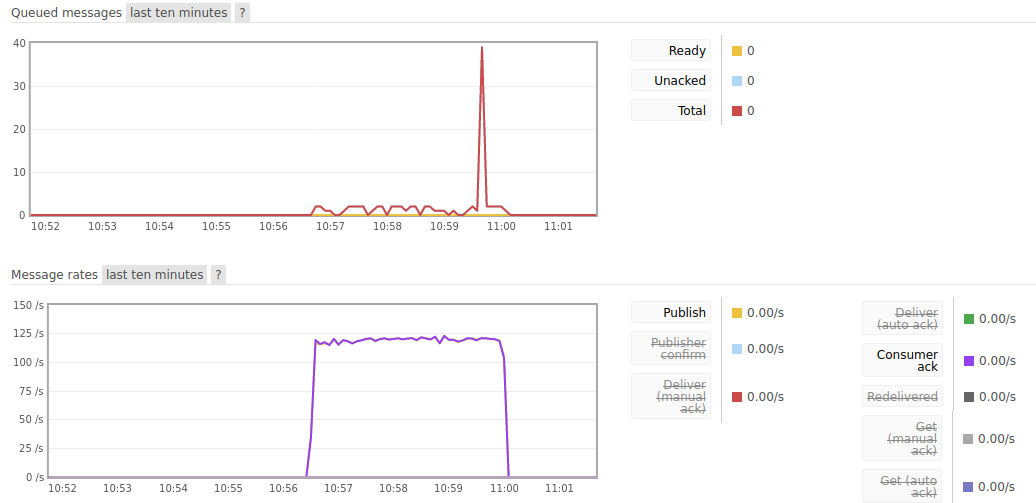 Queued messages last ten minutes ?
40
30
20
10
0
10:52 10:53 10:54 10:55 10:56 10:57 10:58 10:59 11:00 11:01
Ready 0
Unacked 0
Total 0
Message rates last ten minutes ?
150 /s
125 /s
100 /s
75 /s
50 /s
25 /s
0 /s
10:52 10:53 10:54 10:55 10:56 10:57 10:58 10:59 11:00 11:01
Publish 0.00/s
Publisher
confirm 0.00/s
Deliver
(manual
ack) 0.00/s
Deliver
(auto ack) 0.00/s
Consumer
ack 0.00/s
Redelivered 0.00/s
Get
(manual
ack) 0.00/s
Get (auto
ack) 0.00/s